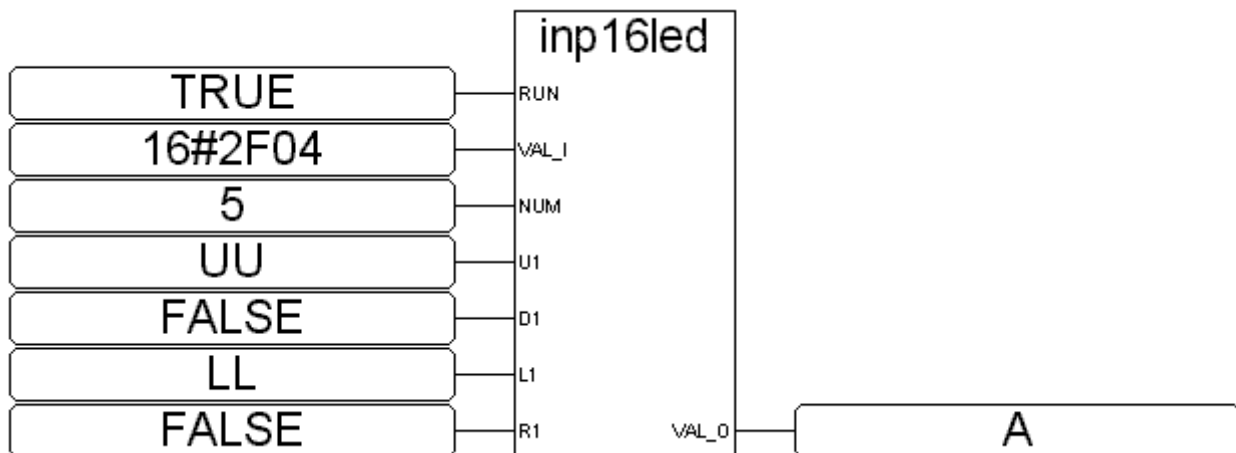 inp16led
TRUE RUN
16#2F04 VAL_I
5 NUM
UU U1
FALSE D1
LL L1
FALSE R1 VAL_O A